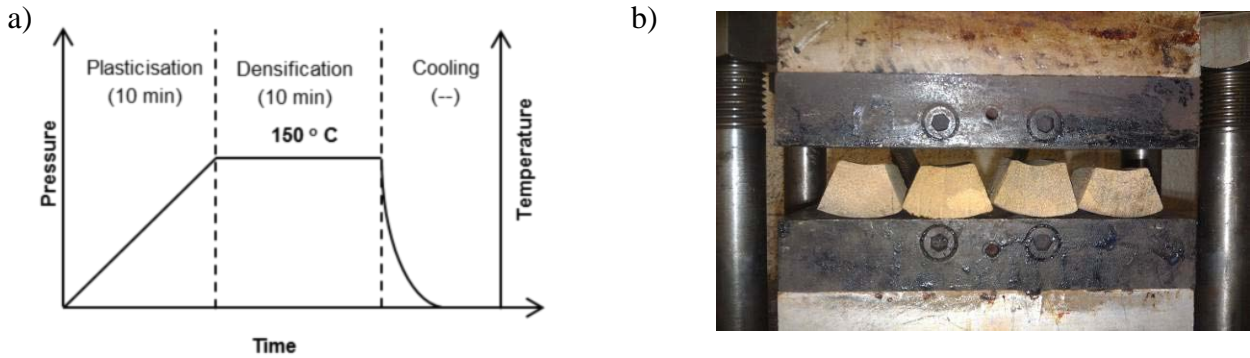 a)
b)
Plasticisation
(10 min)
Densification
(10 min)
Cooling
(--)
150 º C
Pressure
Temperature
Time